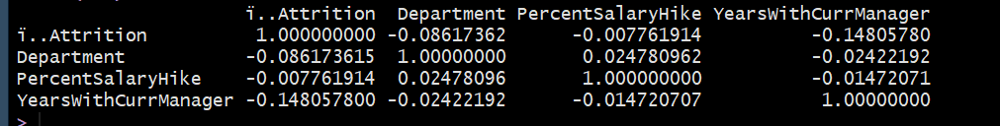 ï..Attrition Department PercentSalaryHike YearsWithCurrManager
ï..Attrition 1.000000000 -0.08617362 -0.007761914 -0.14805780
Department -0.086173615 1.00000000 0.024780962 -0.02422192
PercentSalaryHike -0.007761914 0.02478096 1.000000000 -0.01472071
YearsWithCurrManager -0.148057800 -0.02422192 -0.014720707 1.00000000
>